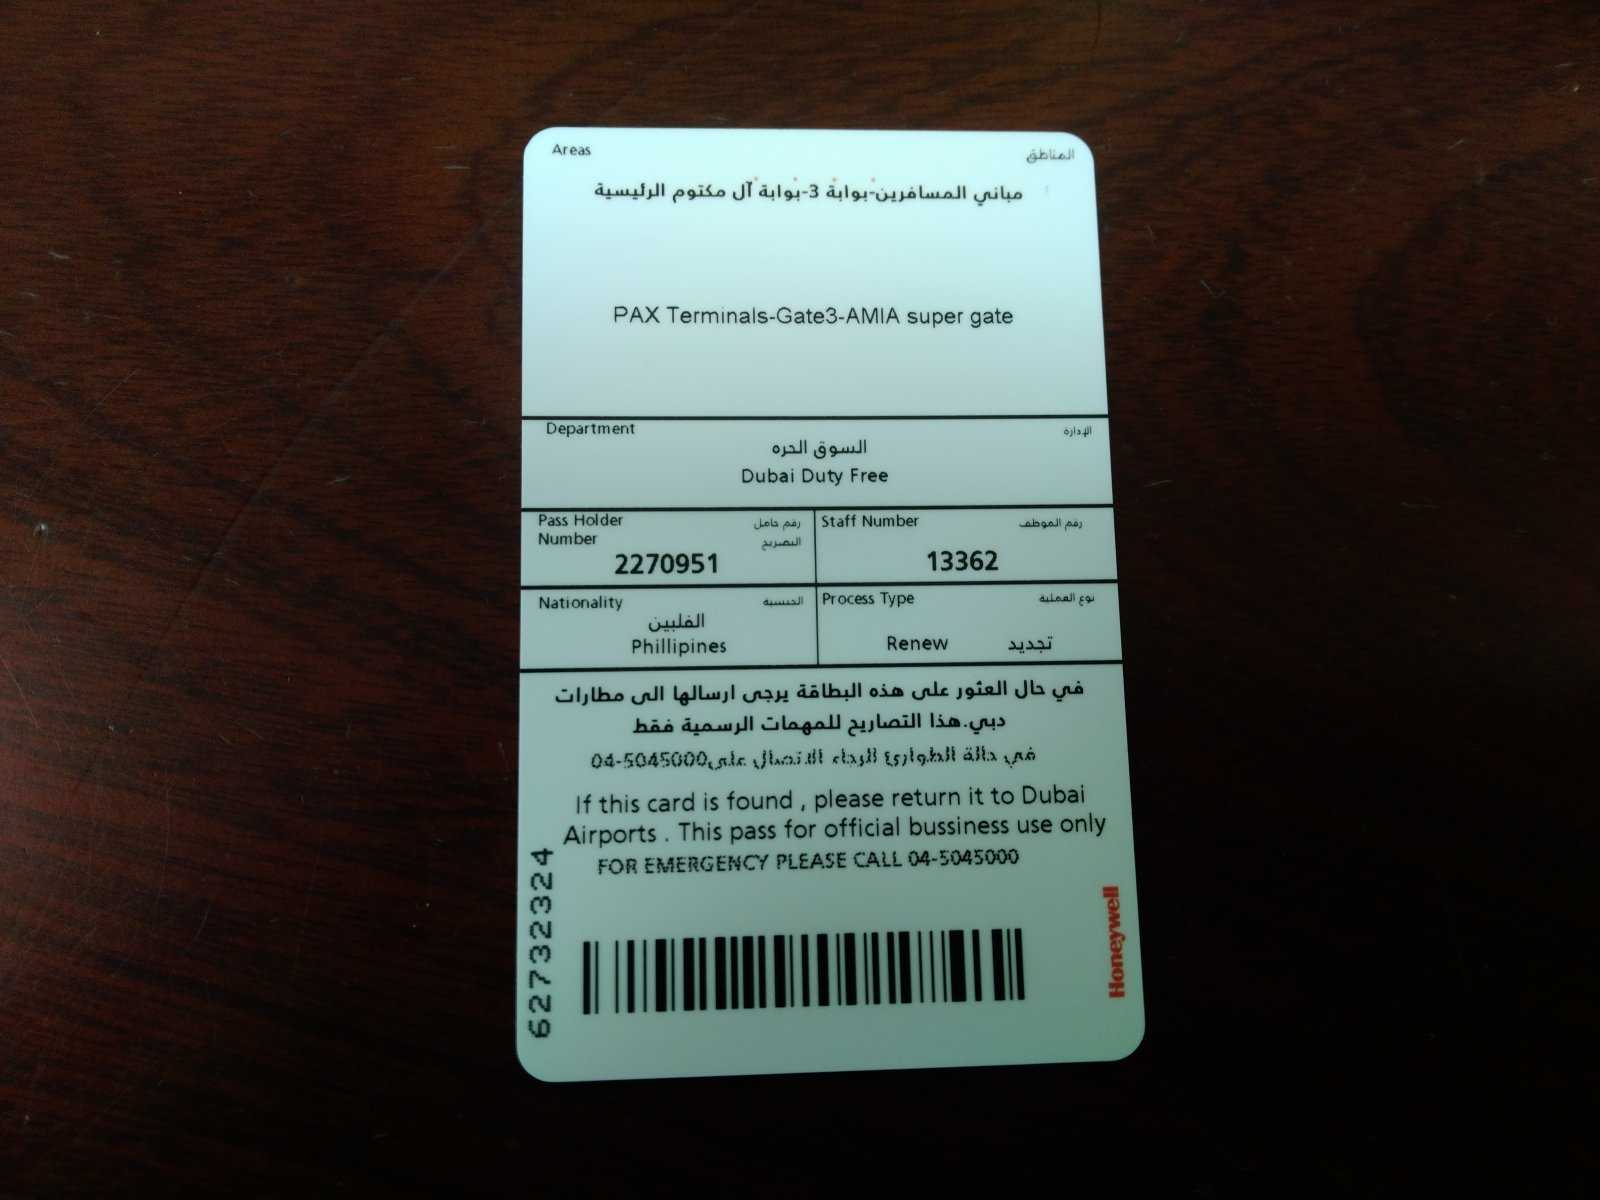 Areas المناطق
مباني المسافرين-بوابة 3-بوابة آل مكتوم الرئيسية
PAX Terminals-Gate3-AMIA super gate
Department الإدارة
السوق الحره
Dubai Duty Free
Pass Holder رقم حامل
Number التصريح
2270951
Staff Number رقم الموظف
13362
Nationality الجنسية
الفلبين
Phillipines
Process Type نوع العملية
Renew تجديد
في حال العثور على هذه البطاقة يرجى ارسالها الى مطارات
دبي.هذا التصاريح للمهمات الرسمية فقط
في حالة الطوارئ الرجاء الاتصال على04-5045000
If this card is found , please return it to Dubai
Airports . This pass for official bussiness use only
FOR EMERGENCY PLEASE CALL 04-5045000
62732324
Honeywell